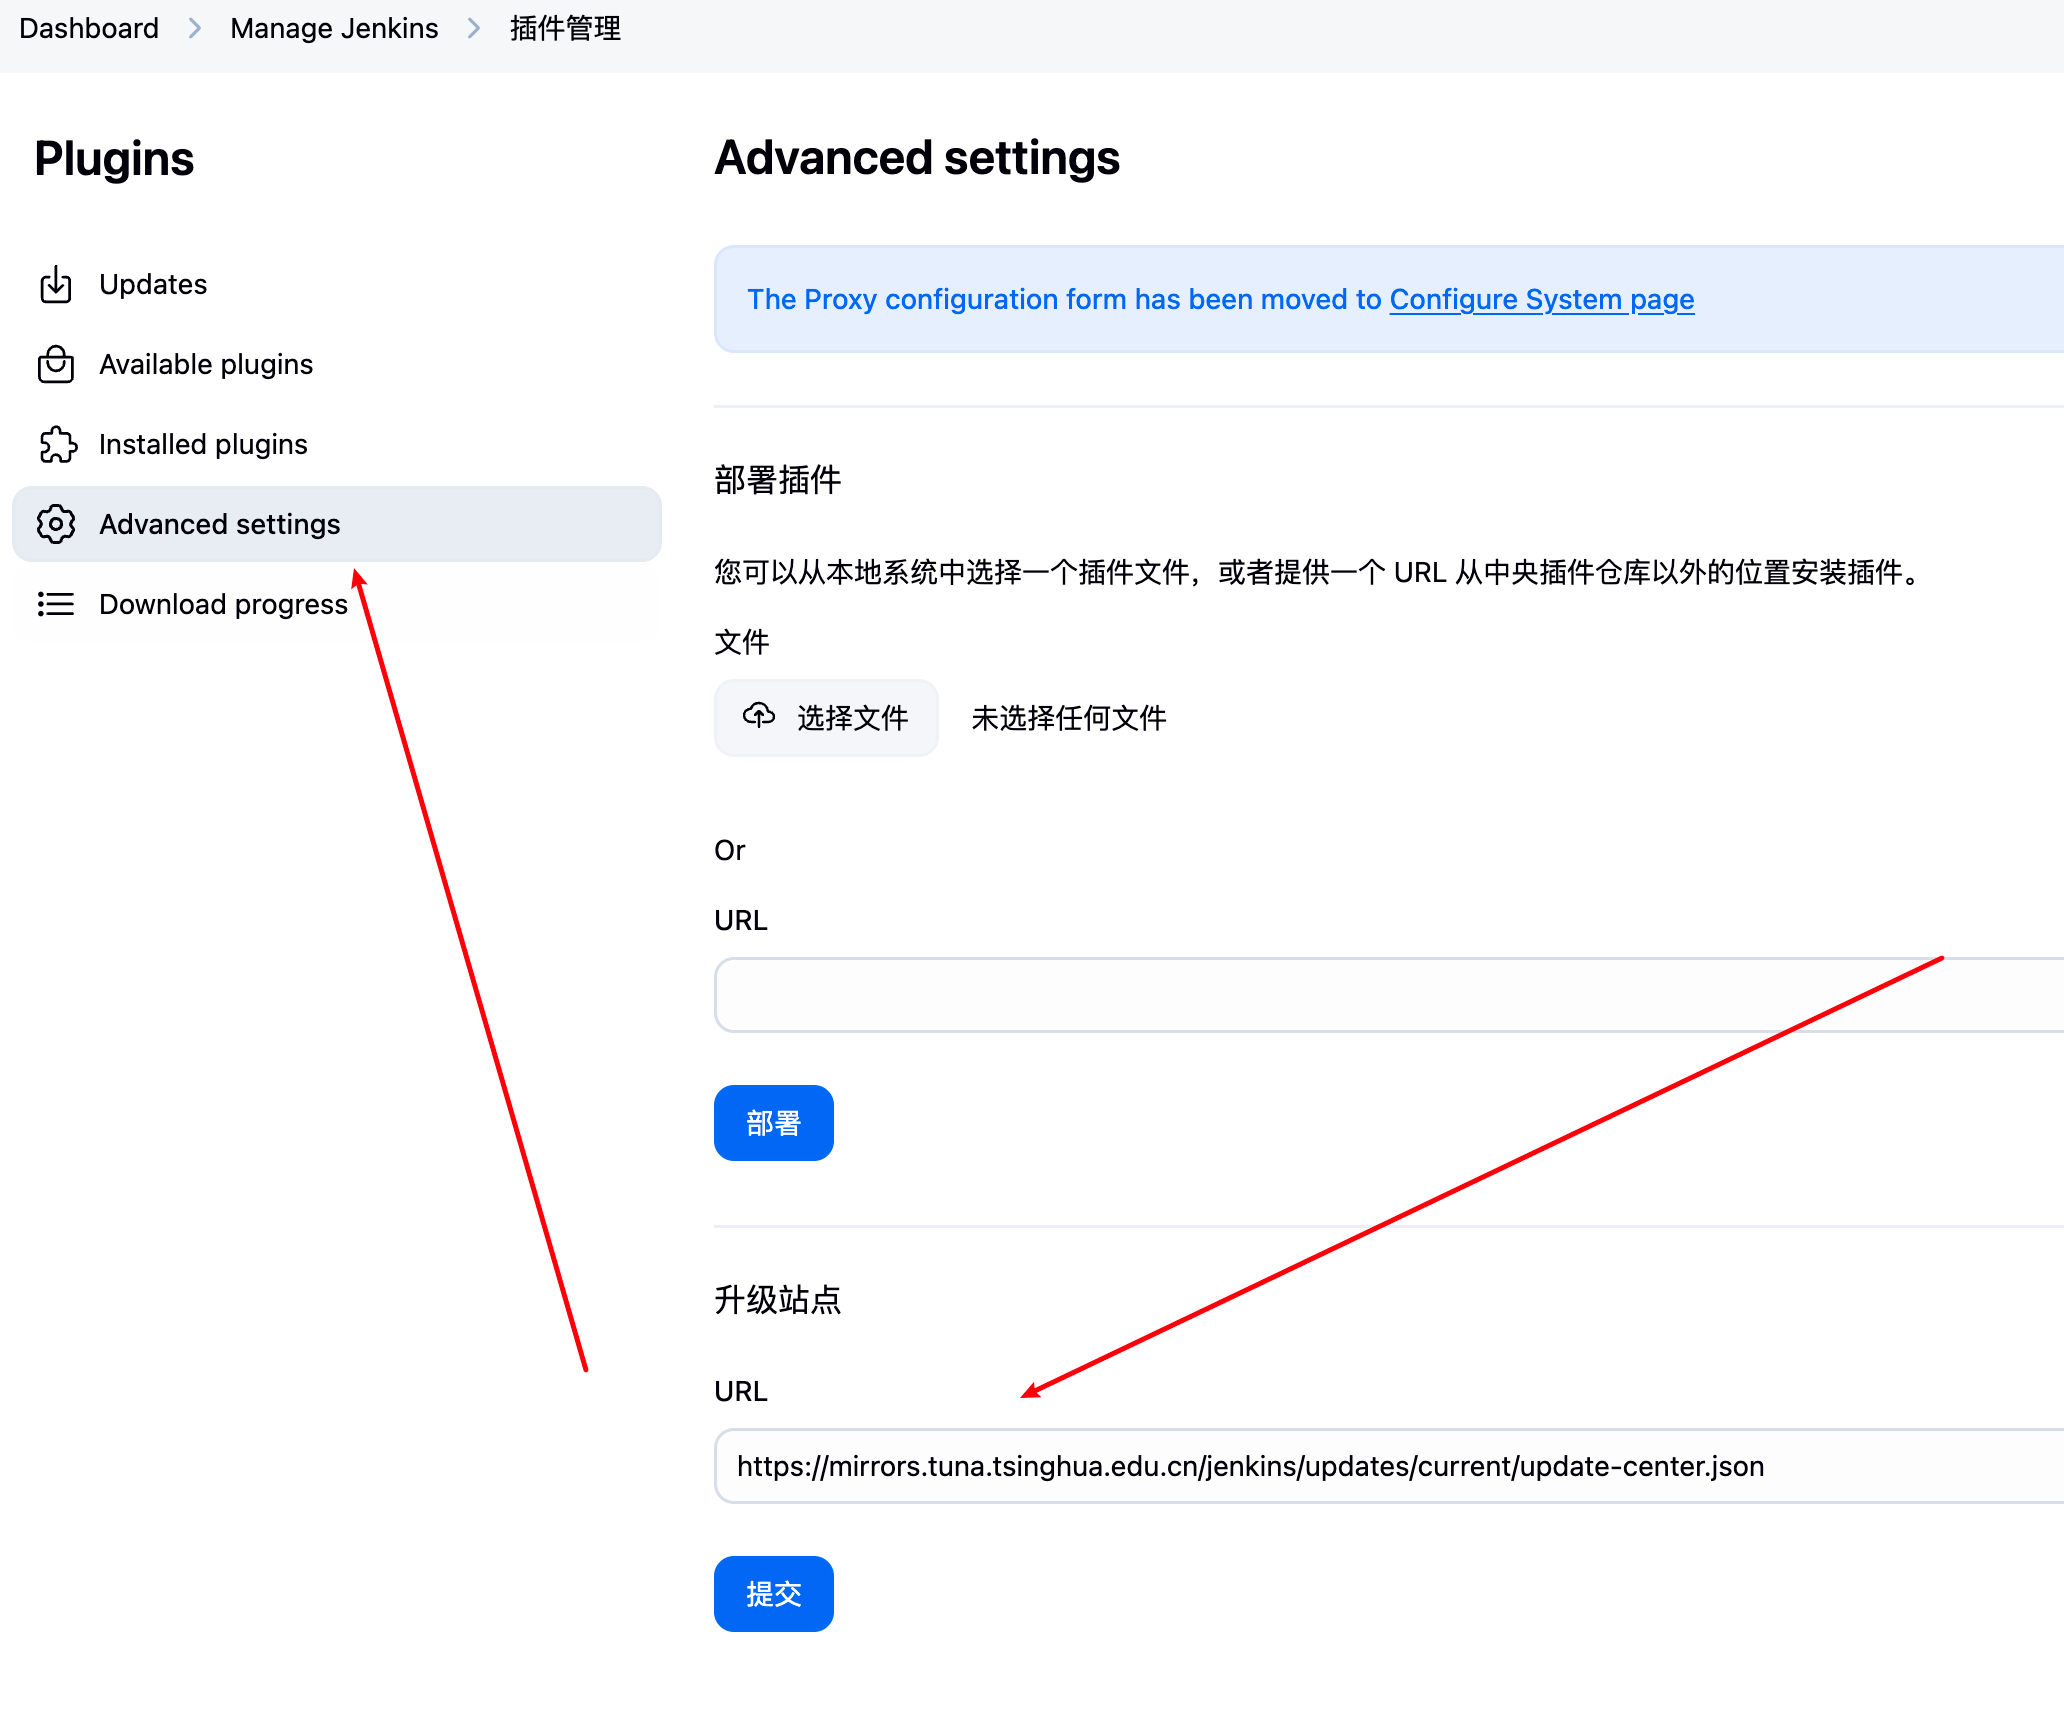 Dashboard > Manage Jenkins > 插件管理
Plugins
Updates
Available plugins
Installed plugins
Advanced settings
Download progress
Advanced settings
The Proxy configuration form has been moved to Configure System page
部署插件
您可以从本地系统中选择一个插件文件，或者提供一个 URL 从中央插件仓库以外的位置安装插件。
文件
选择文件 未选择任何文件
Or
URL
部署
升级站点
URL
https://mirrors.tuna.tsinghua.edu.cn/jenkins/updates/current/update-center.json
提交